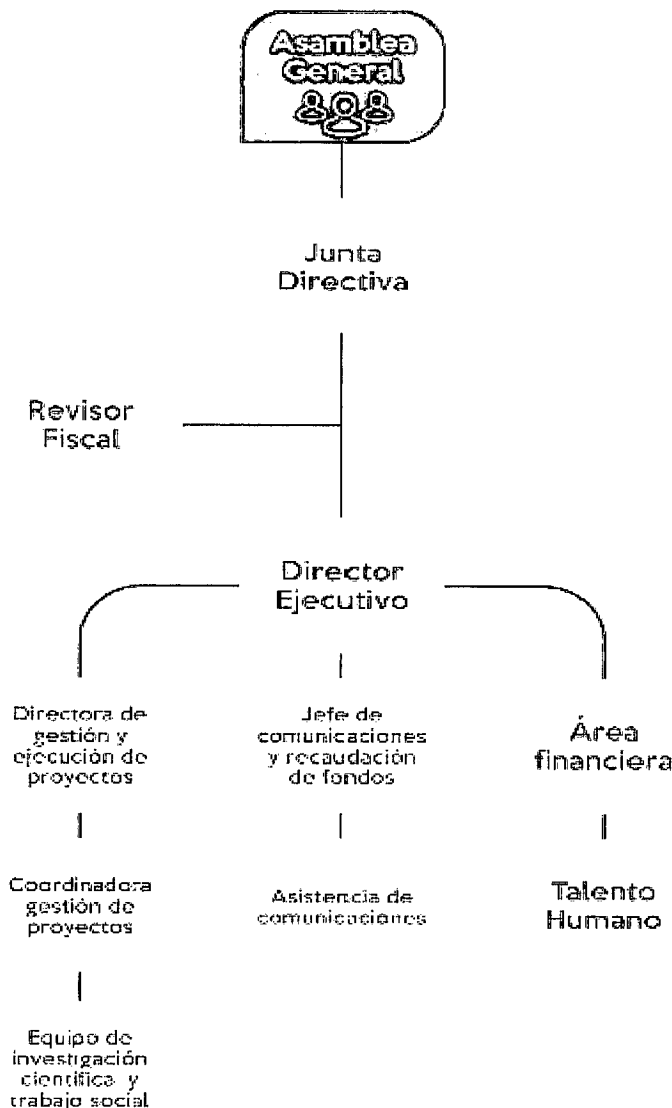 Asamblea
General
Junta
Directiva
Revisor
Fiscal
Director
Ejecutivo
Directora de
gestión y
ejecución de
proyectos
Jefe de
comunicaciones
y recaudación
de fondos
Área
financiera
Coordinadora
gestión de
proyectos
Asistencia de
comunicaciones
Talento
Humano
Equipo de
investigación
científica y
trabajo social